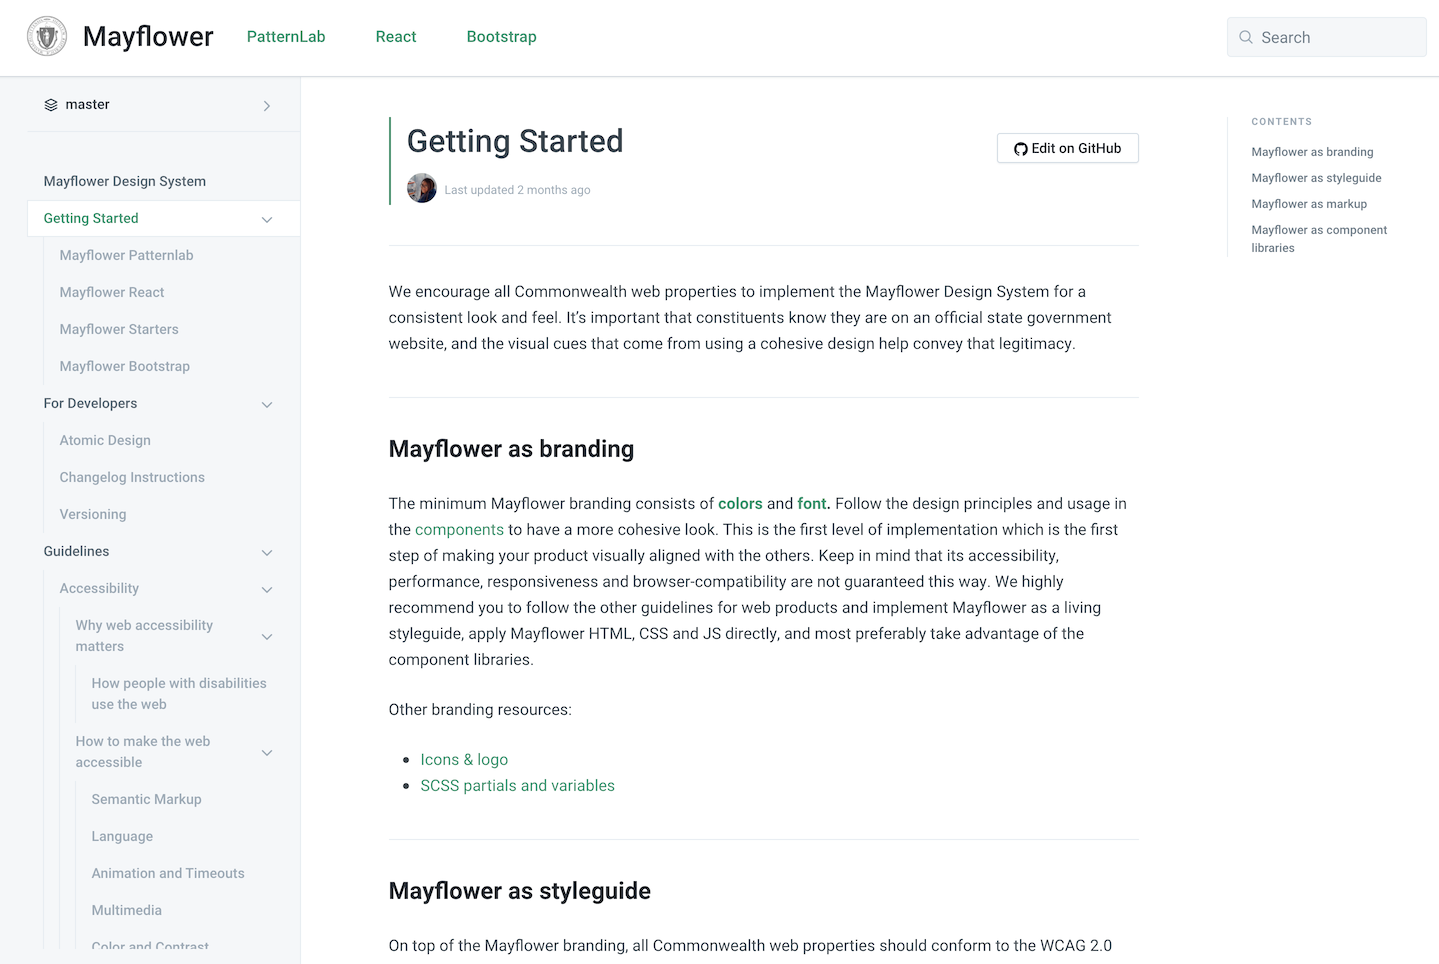 Mayflower
PatternLab
React
Bootstrap
Search
master
Mayflower Design System
Getting Started
Mayflower Patternlab
Mayflower React
Mayflower Starters
Mayflower Bootstrap
For Developers
Atomic Design
Changelog Instructions
Versioning
Guidelines
Accessibility
Why web accessibility
matters
How people with disabilities
use the web
How to make the web
accessible
Semantic Markup
Language
Animation and Timeouts
Multimedia
Color and Contrast
Getting Started
Edit on GitHub
Last updated 2 months ago
We encourage all Commonwealth web properties to implement the Mayflower Design System for a
consistent look and feel. It’s important that constituents know they are on an official state government
website, and the visual cues that come from using a cohesive design help convey that legitimacy.
Mayflower as branding
The minimum Mayflower branding consists of colors and font. Follow the design principles and usage in
the components to have a more cohesive look. This is the first level of implementation which is the first
step of making your product visually aligned with the others. Keep in mind that its accessibility,
performance, responsiveness and browser-compatibility are not guaranteed this way. We highly
recommend you to follow the other guidelines for web products and implement Mayflower as a living
styleguide, apply Mayflower HTML, CSS and JS directly, and most preferably take advantage of the
component libraries.
Other branding resources:
Icons & logo
SCSS partials and variables
Mayflower as styleguide
On top of the Mayflower branding, all Commonwealth web properties should conform to the WCAG 2.0
CONTENTS
Mayflower as branding
Mayflower as styleguide
Mayflower as markup
Mayflower as component
libraries